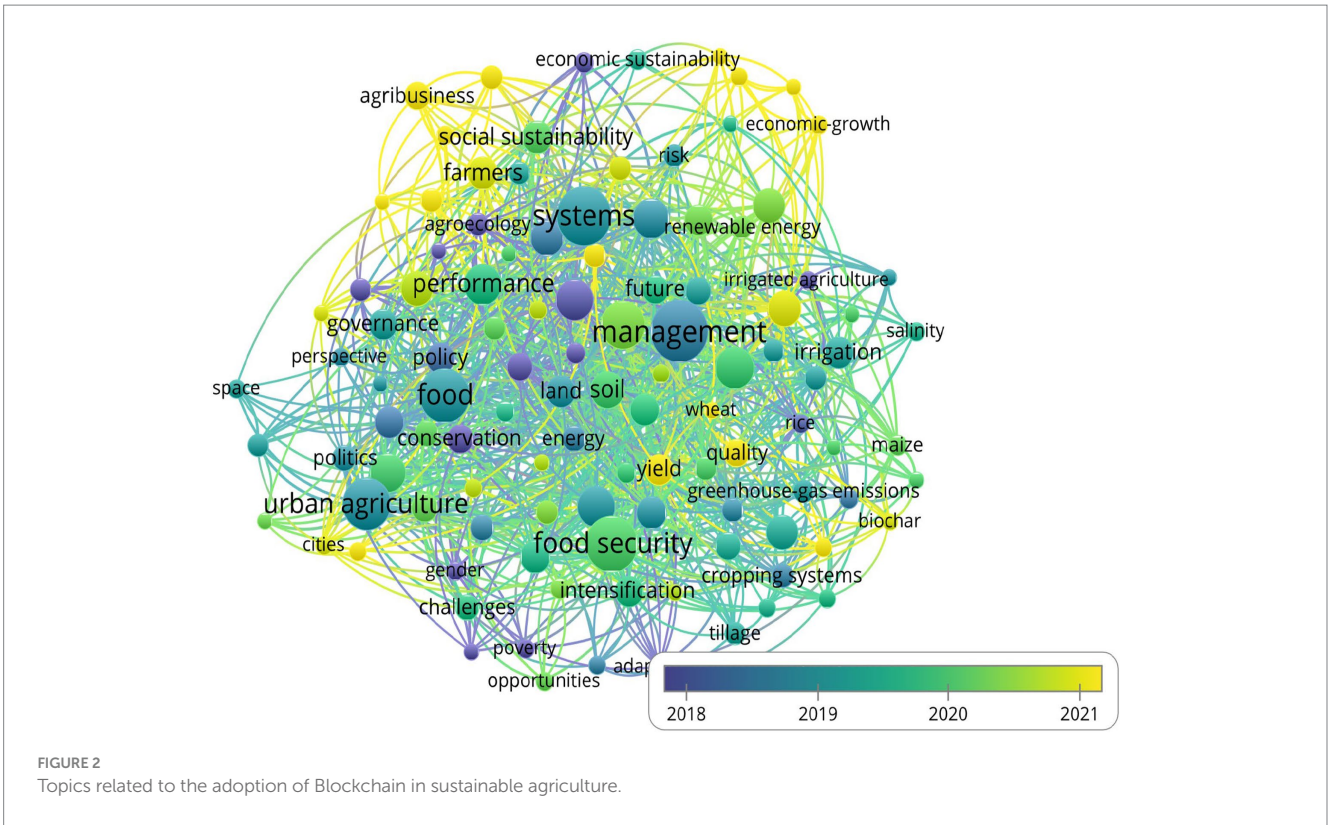 economic sustainability
agribusiness
economic-growth
social sustainability
risk
farmers
systems
agroecology
renewable energy
irrigated agriculture
performance
future
governance
management
salinity
perspective
policy
irrigation
space
food
land
soil
wheat
rice
conservation
energy
maize
politics
quality
yield
greenhouse-gas emissions
urban agriculture
biochar
cities
food security
gender
cropping systems
intensification
challenges
tillage
poverty
opportunities
2018 2019 2020 2021
FIGURE 2
Topics related to the adoption of Blockchain in sustainable agriculture.